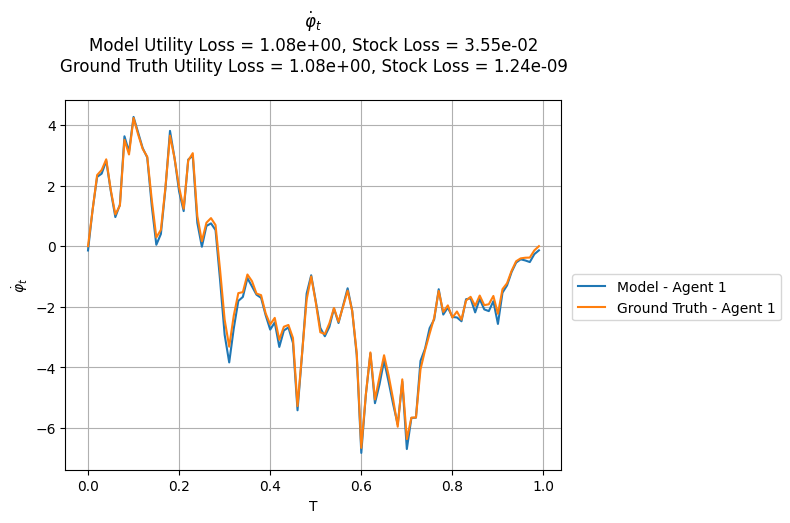 φ̇ₜ
Model Utility Loss = 1.08e+00, Stock Loss = 3.55e-02
Ground Truth Utility Loss = 1.08e+00, Stock Loss = 1.24e-09
4
2
0
−2
−4
−6
φ̇ₜ
0.0 0.2 0.4 0.6 0.8 1.0
T
Model - Agent 1
Ground Truth - Agent 1